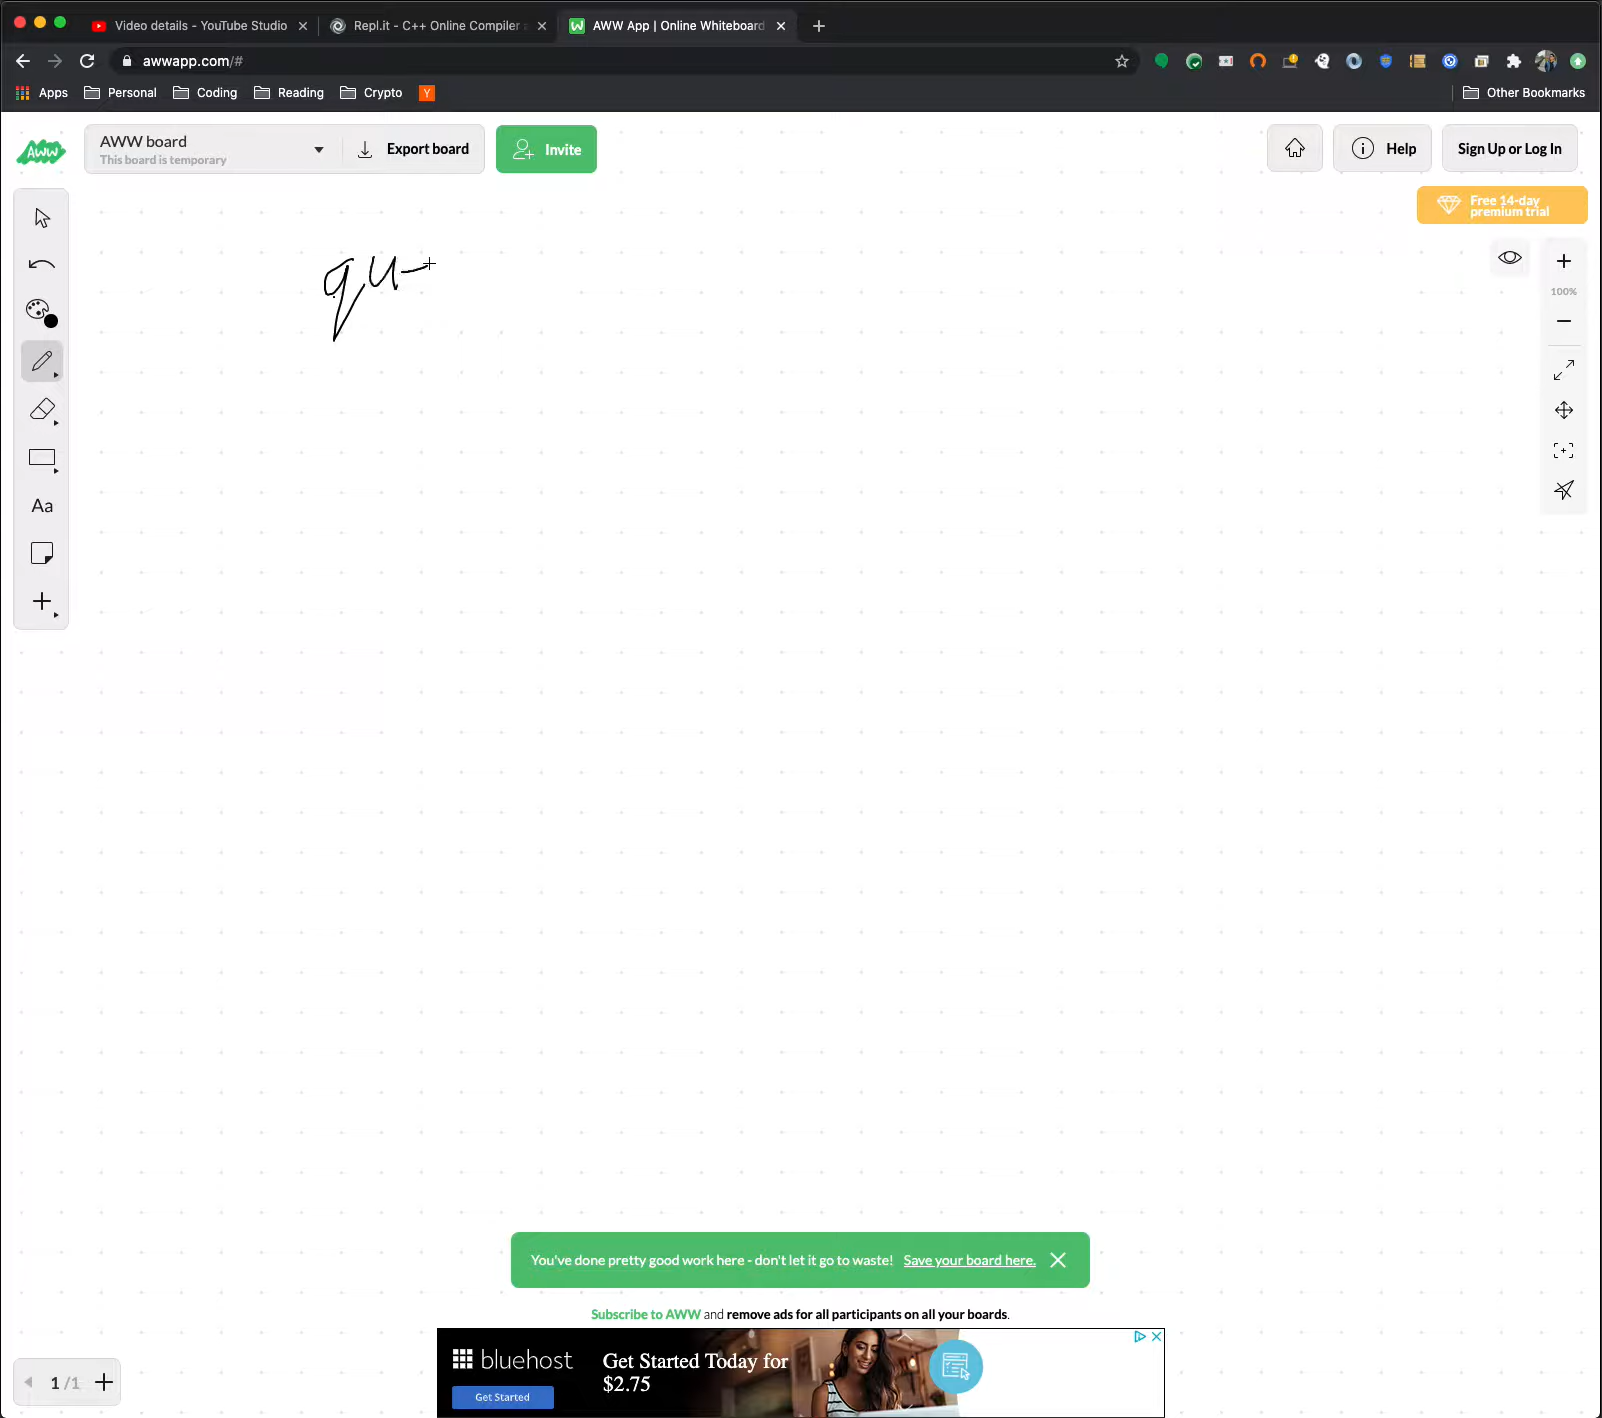 Video details - YouTube Studio
Repl.it - C++ Online Compiler
AWW App | Online Whiteboard
awwapp.com/#
Apps Personal Coding Reading Crypto Y Other Bookmarks
AWW
AWW board
This board is temporary
Export board
Invite
Help
Sign Up or Log In
Free 14-day
premium trial
qu
100%
Aa
You've done pretty good work here - don't let it go to waste! Save your board here.
Subscribe to AWW and remove ads for all participants on all your boards.
bluehost
Get Started
Get Started Today for
$2.75
1/1